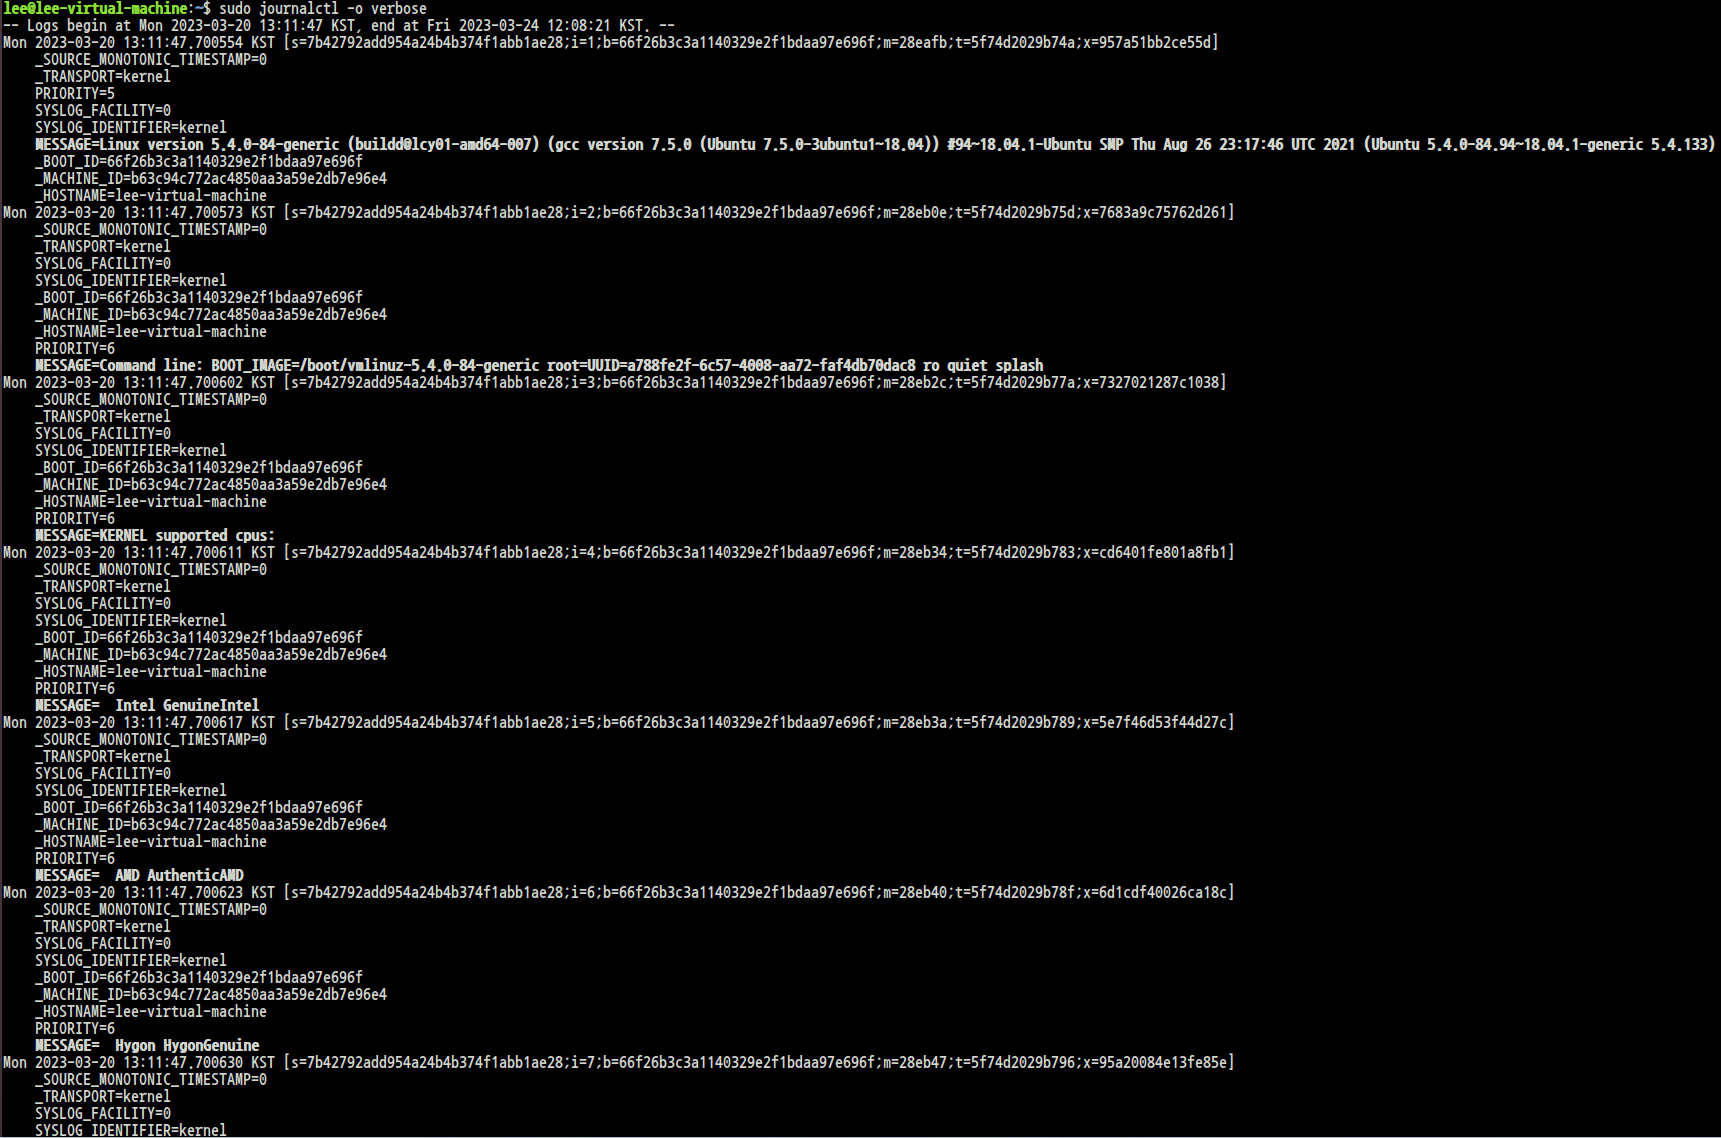 lee@lee-virtual-machine:~$ sudo journalctl -o verbose
-- Logs begin at Mon 2023-03-20 13:11:47 KST, end at Fri 2023-03-24 12:08:21 KST. --
Mon 2023-03-20 13:11:47.700554 KST [s=7b42792add954a24b4b374f1abb1ae28;i=1;b=66f26b3c3a1140329e2f1bdaa97e696f;m=28eafb;t=5f74d2029b74a;x=957a51bb2ce55d]
    _SOURCE_MONOTONIC_TIMESTAMP=0
    _TRANSPORT=kernel
    PRIORITY=5
    SYSLOG_FACILITY=0
    SYSLOG_IDENTIFIER=kernel
    MESSAGE=Linux version 5.4.0-84-generic (buildd@lcy01-amd64-007) (gcc version 7.5.0 (Ubuntu 7.5.0-3ubuntu1~18.04)) #94~18.04.1-Ubuntu SMP Thu Aug 26 23:17:46 UTC 2021 (Ubuntu 5.4.0-84.94~18.04.1-generic 5.4.133)
    _BOOT_ID=66f26b3c3a1140329e2f1bdaa97e696f
    _MACHINE_ID=b63c94c772ac4850aa3a59e2db7e96e4
    _HOSTNAME=lee-virtual-machine
Mon 2023-03-20 13:11:47.700573 KST [s=7b42792add954a24b4b374f1abb1ae28;i=2;b=66f26b3c3a1140329e2f1bdaa97e696f;m=28eb0e;t=5f74d2029b75d;x=7683a9c75762d261]
    _SOURCE_MONOTONIC_TIMESTAMP=0
    _TRANSPORT=kernel
    SYSLOG_FACILITY=0
    SYSLOG_IDENTIFIER=kernel
    _BOOT_ID=66f26b3c3a1140329e2f1bdaa97e696f
    _MACHINE_ID=b63c94c772ac4850aa3a59e2db7e96e4
    _HOSTNAME=lee-virtual-machine
    PRIORITY=6
    MESSAGE=Command line: BOOT_IMAGE=/boot/vmlinuz-5.4.0-84-generic root=UUID=a788fe2f-6c57-4008-aa72-faf4db70dac8 ro quiet splash
Mon 2023-03-20 13:11:47.700602 KST [s=7b42792add954a24b4b374f1abb1ae28;i=3;b=66f26b3c3a1140329e2f1bdaa97e696f;m=28eb2c;t=5f74d2029b77a;x=7327021287c1038]
    _SOURCE_MONOTONIC_TIMESTAMP=0
    _TRANSPORT=kernel
    SYSLOG_FACILITY=0
    SYSLOG_IDENTIFIER=kernel
    _BOOT_ID=66f26b3c3a1140329e2f1bdaa97e696f
    _MACHINE_ID=b63c94c772ac4850aa3a59e2db7e96e4
    _HOSTNAME=lee-virtual-machine
    PRIORITY=6
    MESSAGE=KERNEL supported cpus:
Mon 2023-03-20 13:11:47.700611 KST [s=7b42792add954a24b4b374f1abb1ae28;i=4;b=66f26b3c3a1140329e2f1bdaa97e696f;m=28eb34;t=5f74d2029b783;x=cd6401fe801a8fb1]
    _SOURCE_MONOTONIC_TIMESTAMP=0
    _TRANSPORT=kernel
    SYSLOG_FACILITY=0
    SYSLOG_IDENTIFIER=kernel
    _BOOT_ID=66f26b3c3a1140329e2f1bdaa97e696f
    _MACHINE_ID=b63c94c772ac4850aa3a59e2db7e96e4
    _HOSTNAME=lee-virtual-machine
    PRIORITY=6
    MESSAGE=  Intel GenuineIntel
Mon 2023-03-20 13:11:47.700617 KST [s=7b42792add954a24b4b374f1abb1ae28;i=5;b=66f26b3c3a1140329e2f1bdaa97e696f;m=28eb3a;t=5f74d2029b789;x=5e7f46d53f44d27c]
    _SOURCE_MONOTONIC_TIMESTAMP=0
    _TRANSPORT=kernel
    SYSLOG_FACILITY=0
    SYSLOG_IDENTIFIER=kernel
    _BOOT_ID=66f26b3c3a1140329e2f1bdaa97e696f
    _MACHINE_ID=b63c94c772ac4850aa3a59e2db7e96e4
    _HOSTNAME=lee-virtual-machine
    PRIORITY=6
    MESSAGE=  AMD AuthenticAMD
Mon 2023-03-20 13:11:47.700623 KST [s=7b42792add954a24b4b374f1abb1ae28;i=6;b=66f26b3c3a1140329e2f1bdaa97e696f;m=28eb40;t=5f74d2029b78f;x=6d1cdf40026ca18c]
    _SOURCE_MONOTONIC_TIMESTAMP=0
    _TRANSPORT=kernel
    SYSLOG_FACILITY=0
    SYSLOG_IDENTIFIER=kernel
    _BOOT_ID=66f26b3c3a1140329e2f1bdaa97e696f
    _MACHINE_ID=b63c94c772ac4850aa3a59e2db7e96e4
    _HOSTNAME=lee-virtual-machine
    PRIORITY=6
    MESSAGE=  Hygon HygonGenuine
Mon 2023-03-20 13:11:47.700630 KST [s=7b42792add954a24b4b374f1abb1ae28;i=7;b=66f26b3c3a1140329e2f1bdaa97e696f;m=28eb47;t=5f74d2029b796;x=95a20084e13fe85e]
    _SOURCE_MONOTONIC_TIMESTAMP=0
    _TRANSPORT=kernel
    SYSLOG_FACILITY=0
    SYSLOG_IDENTIFIER=kernel